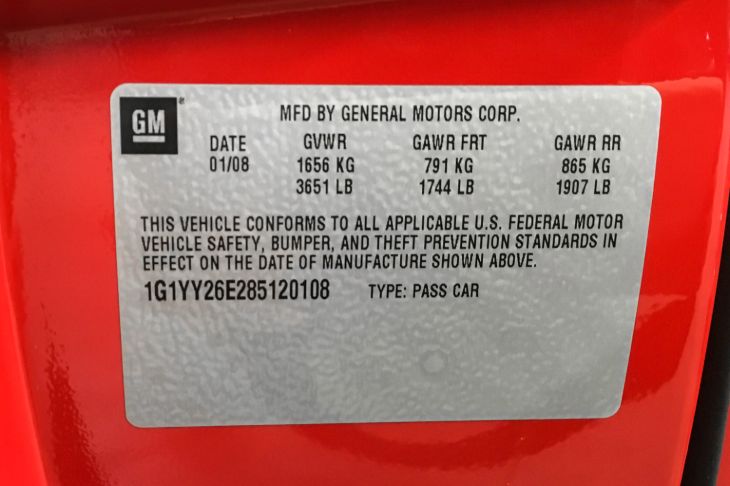 GM®
MFD BY GENERAL MOTORS CORP.
DATE GVWR GAWR FRT GAWR RR
01/08 1656 KG 791 KG 865 KG
3651 LB 1744 LB 1907 LB
THIS VEHICLE CONFORMS TO ALL APPLICABLE U.S. FEDERAL MOTOR
VEHICLE SAFETY, BUMPER, AND THEFT PREVENTION STANDARDS IN
EFFECT ON THE DATE OF MANUFACTURE SHOWN ABOVE.
1G1YY26E285120108 TYPE: PASS CAR